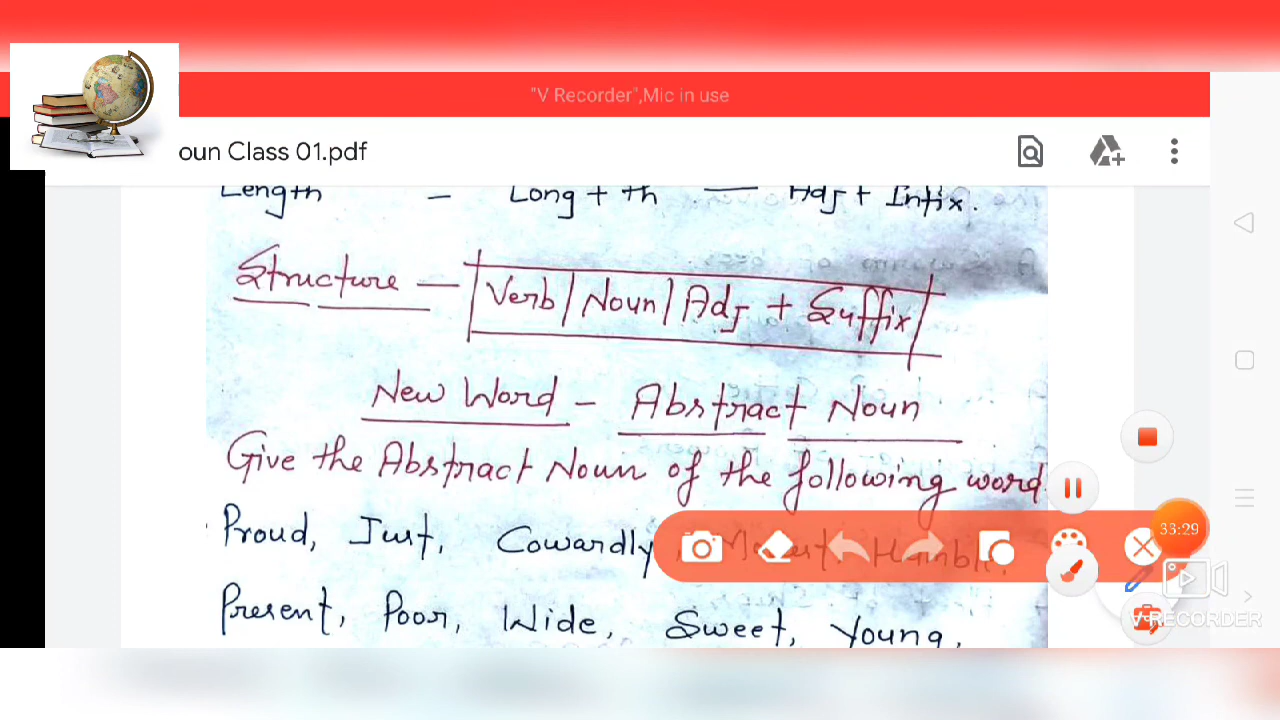 "V Recorder",Mic in use
oun Class 01.pdf
Length - Long + th — Adj + Infix.
Structure — Verb | Noun | Adj + Suffix
New Word - Abstract Noun
Give the Abstract Noun of the following word
33:29
Proud, Just, Cowardly, Modest, Humble.
V RECORDER
Present, Poor, Wide, Sweet, Young,